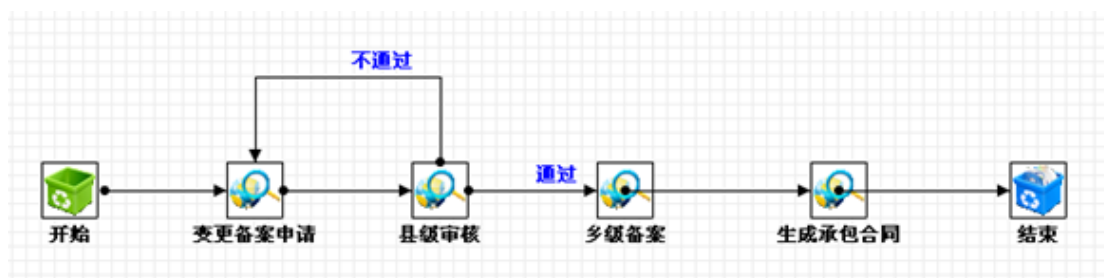 不通过
通过
开始
变更备案申请
县级审核
乡级备案
生成承包合同
结束